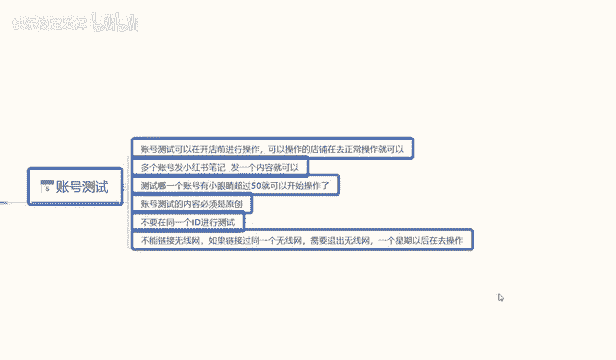 账号测试
账号测试可以在开店前进行操作，可以操作的店铺在去正常操作就可以
多个账号发小红书笔记 发一个内容就可以
测试哪一个账号有小眼睛超过50就可以开始操作了
账号测试的内容必须是原创
不要在同一个ID进行测试
不能链接无线网，如果链接过同一个无线网，需要退出无线网，一个星期以后在去操作